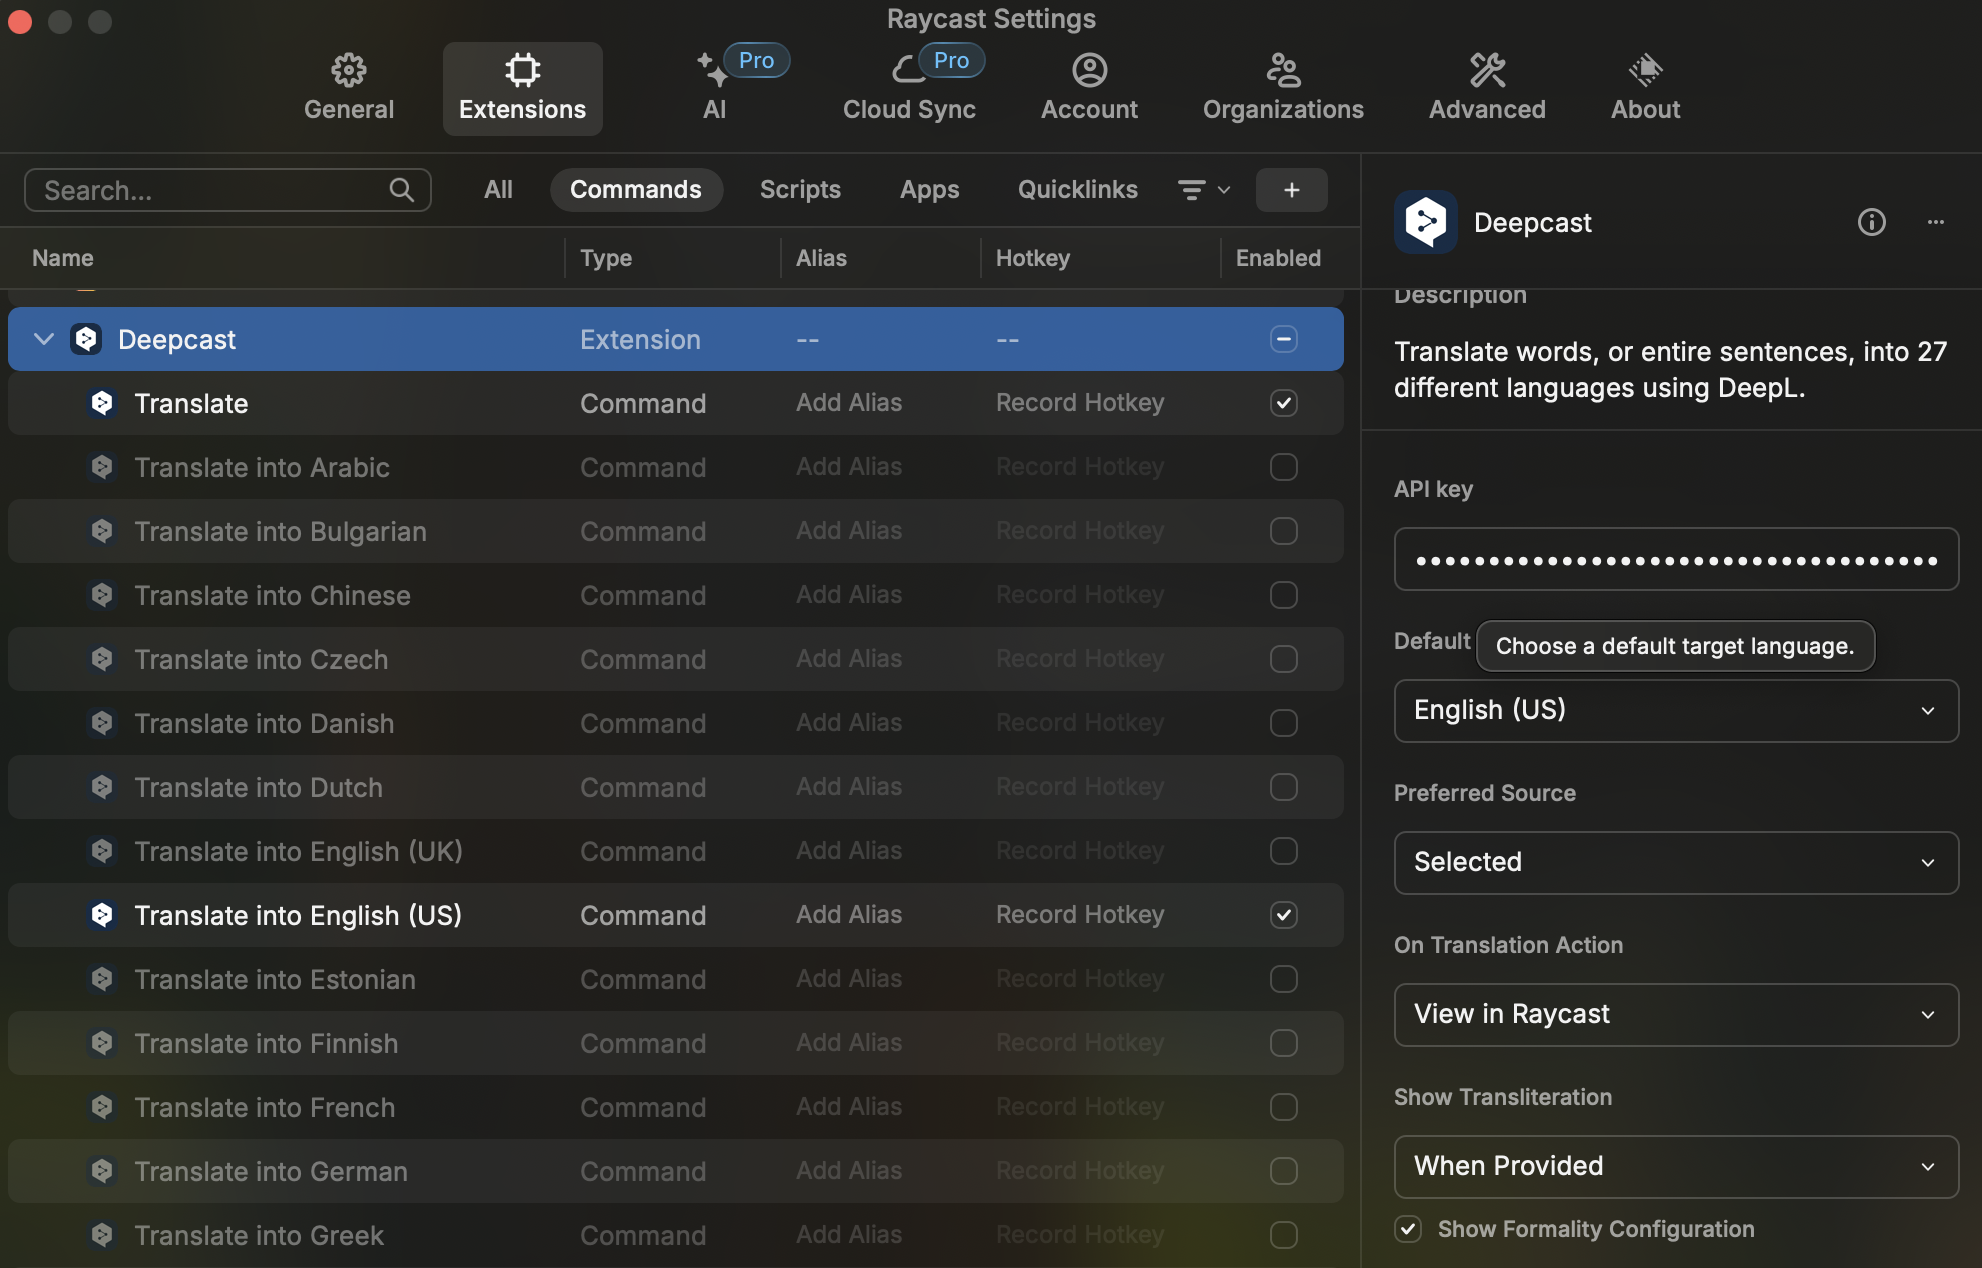 Raycast Settings
General
Extensions
Pro
AI
Pro
Cloud Sync
Account
Organizations
Advanced
About
Search...
All
Commands
Scripts
Apps
Quicklinks
+
Name
Type
Alias
Hotkey
Enabled
Deepcast Extension -- --
Translate Command Add Alias Record Hotkey
Translate into Arabic Command Add Alias Record Hotkey
Translate into Bulgarian Command Add Alias Record Hotkey
Translate into Chinese Command Add Alias Record Hotkey
Translate into Czech Command Add Alias Record Hotkey
Translate into Danish Command Add Alias Record Hotkey
Translate into Dutch Command Add Alias Record Hotkey
Translate into English (UK) Command Add Alias Record Hotkey
Translate into English (US) Command Add Alias Record Hotkey
Translate into Estonian Command Add Alias Record Hotkey
Translate into Finnish Command Add Alias Record Hotkey
Translate into French Command Add Alias Record Hotkey
Translate into German Command Add Alias Record Hotkey
Translate into Greek Command Add Alias Record Hotkey
Deepcast
Description
Translate words, or entire sentences, into 27
different languages using DeepL.
API key
Default
Choose a default target language.
English (US)
Preferred Source
Selected
On Translation Action
View in Raycast
Show Transliteration
When Provided
Show Formality Configuration